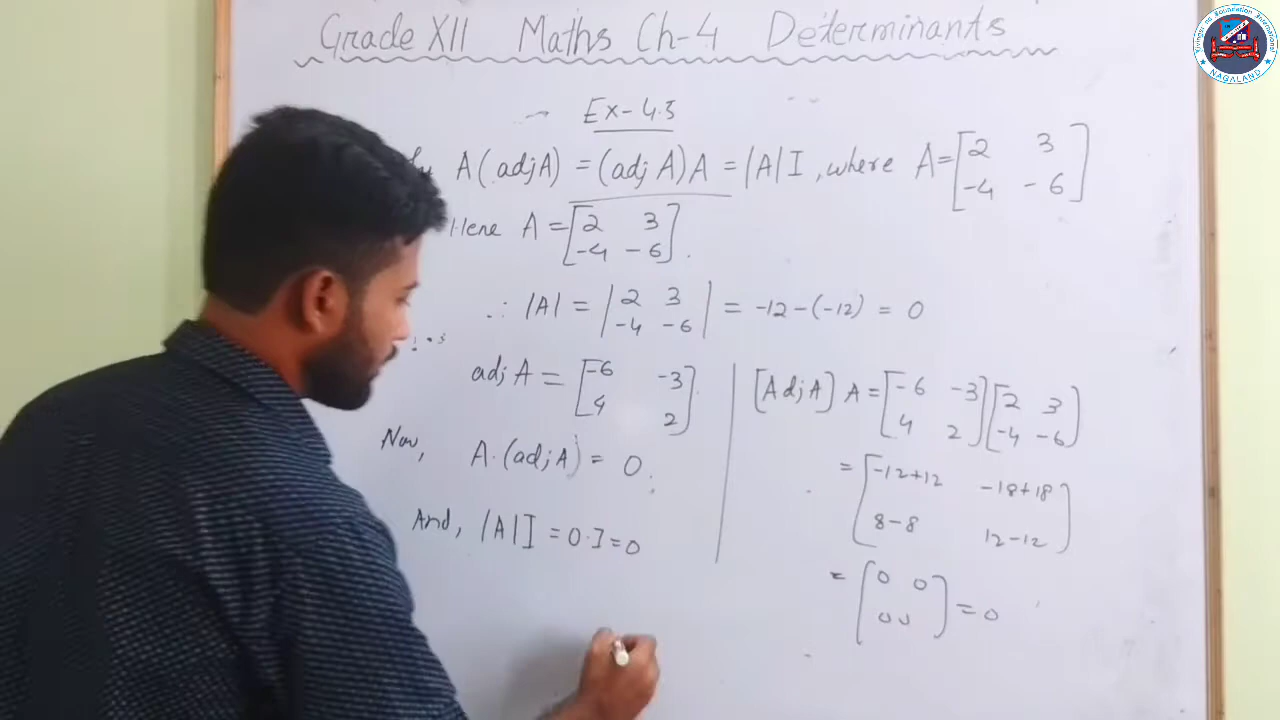 Grade XII Maths Ch-4 Determinants
Ex-4.5
A(adjA) = (adj A)A = |A|I, where A = [2 3
-4 -6]
Here A = [2 3
-4 -6].
∴ |A| = |2 3
-4 -6| = -12-(-12) = 0
adj A = [-6 -3
4 2]
Now, A.(adjA) = 0.
And, |A|I = 0.I = 0
[AdjA] A = [-6 -3
4 2] [2 3
-4 -6]
= [-12+12 -18+18
8-8 12-12]
= [0 0
0 0] = 0
NAGALAND